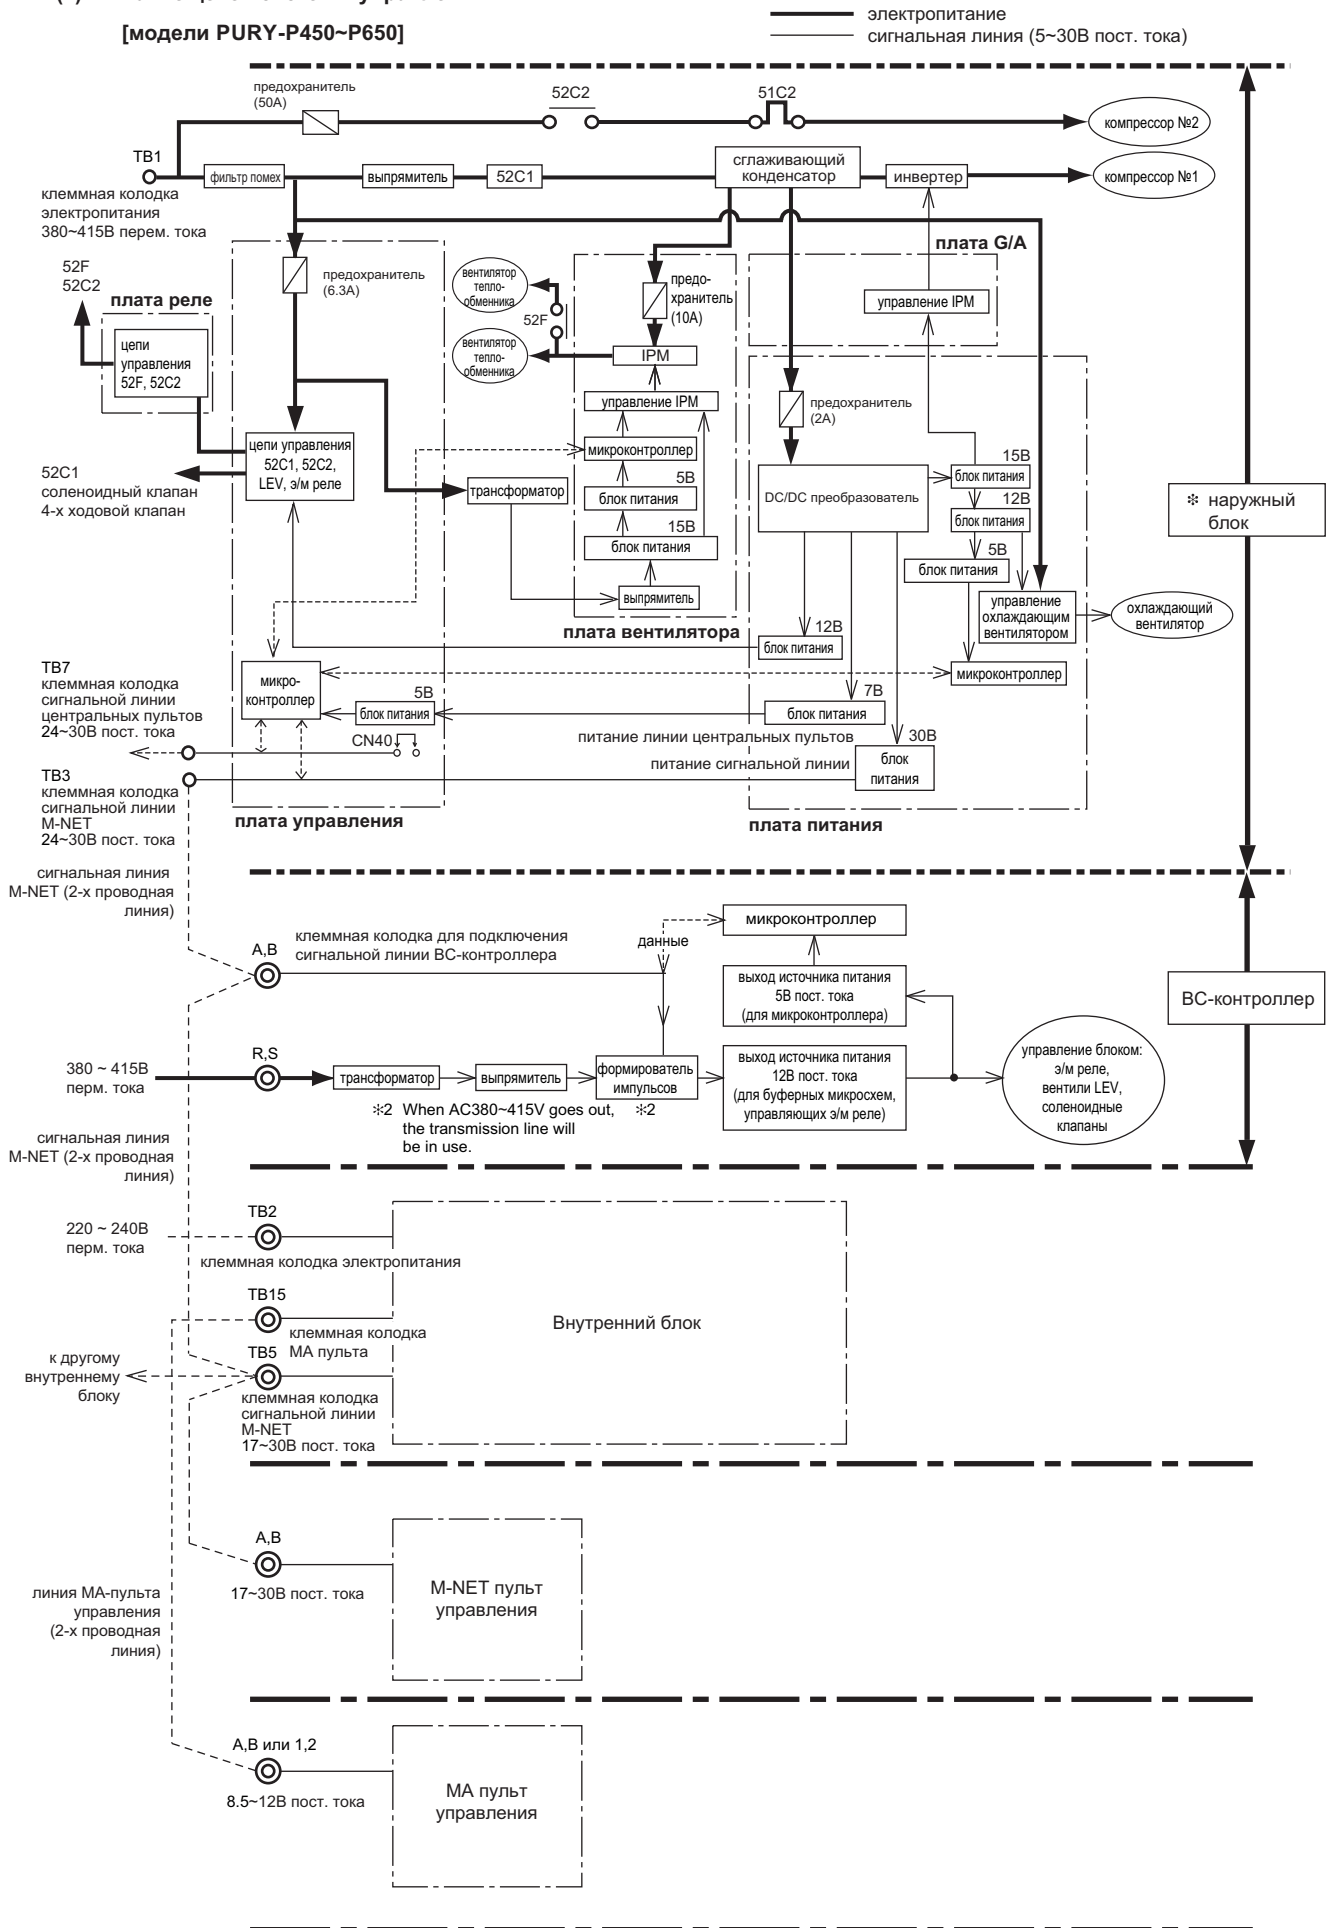 [модели PURY-P450~P650]
электропитание
сигнальная линия (5~30В пост. тока)
предохранитель
(50А)
52C2
51C2
компрессор №2
TB1
клеммная колодка
электропитания
380~415В перем. тока
фильтр помех
выпрямитель
52C1
сглаживающий
конденсатор
инвертер
компрессор №1
плата G/A
52F
52C2
плата реле
цепи
управления
52F, 52C2
предохранитель
(6.3А)
вентилятор
тепло-
обменника
52F
вентилятор
тепло-
обменника
предо-
хранитель
(10А)
IPM
управление IPM
управление IPM
предохранитель
(2А)
цепи управления
52C1, 52C2,
LEV, э/м реле
52C1
соленоидный клапан
4-х ходовой клапан
трансформатор
микроконтроллер
5В
блок питания
15В
блок питания
выпрямитель
плата вентилятора
DC/DC преобразователь
15В
блок питания
12В
блок питания
5В
блок питания
управление
охлаждающим
вентилятором
охлаждающий
вентилятор
✻ наружный
блок
12В
блок питания
микроконтроллер
TB7
клеммная колодка
сигнальной линии
центральных пультов
24~30В пост. тока
микро-
контроллер
5В
блок питания
CN40
7В
блок питания
питание линии центральных пультов
30В
питание сигнальной линии
блок
питания
TB3
клеммная колодка
сигнальной линии
M-NET
24~30В пост. тока
плата управления
плата питания
сигнальная линия
M-NET (2-х проводная
линия)
A,B
клеммная колодка для подключения
сигнальной линии BC-контроллера
данные
микроконтроллер
выход источника питания
5В пост. тока
(для микроконтроллера)
BC-контроллер
380 ~ 415В
перм. тока
R,S
трансформатор
выпрямитель
формирователь
импульсов
выход источника питания
12В пост. тока
(для буферных микросхем,
управляющих э/м реле)
управление блоком:
э/м реле,
вентили LEV,
соленоидные
клапаны
✻2 When AC380~415V goes out,
the transmission line will
be in use.
✻2
сигнальная линия
M-NET (2-х проводная
линия)
220 ~ 240В
перм. тока
TB2
клеммная колодка электропитания
TB15
клеммная колодка
MA пульта
Внутренний блок
к другому
внутреннему
блоку
TB5
клеммная колодка
сигнальной линии
M-NET
17~30В пост. тока
A,B
17~30В пост. тока
M-NET пульт
управления
линия MA-пульта
управления
(2-х проводная
линия)
A,B или 1,2
8.5~12В пост. тока
MA пульт
управления